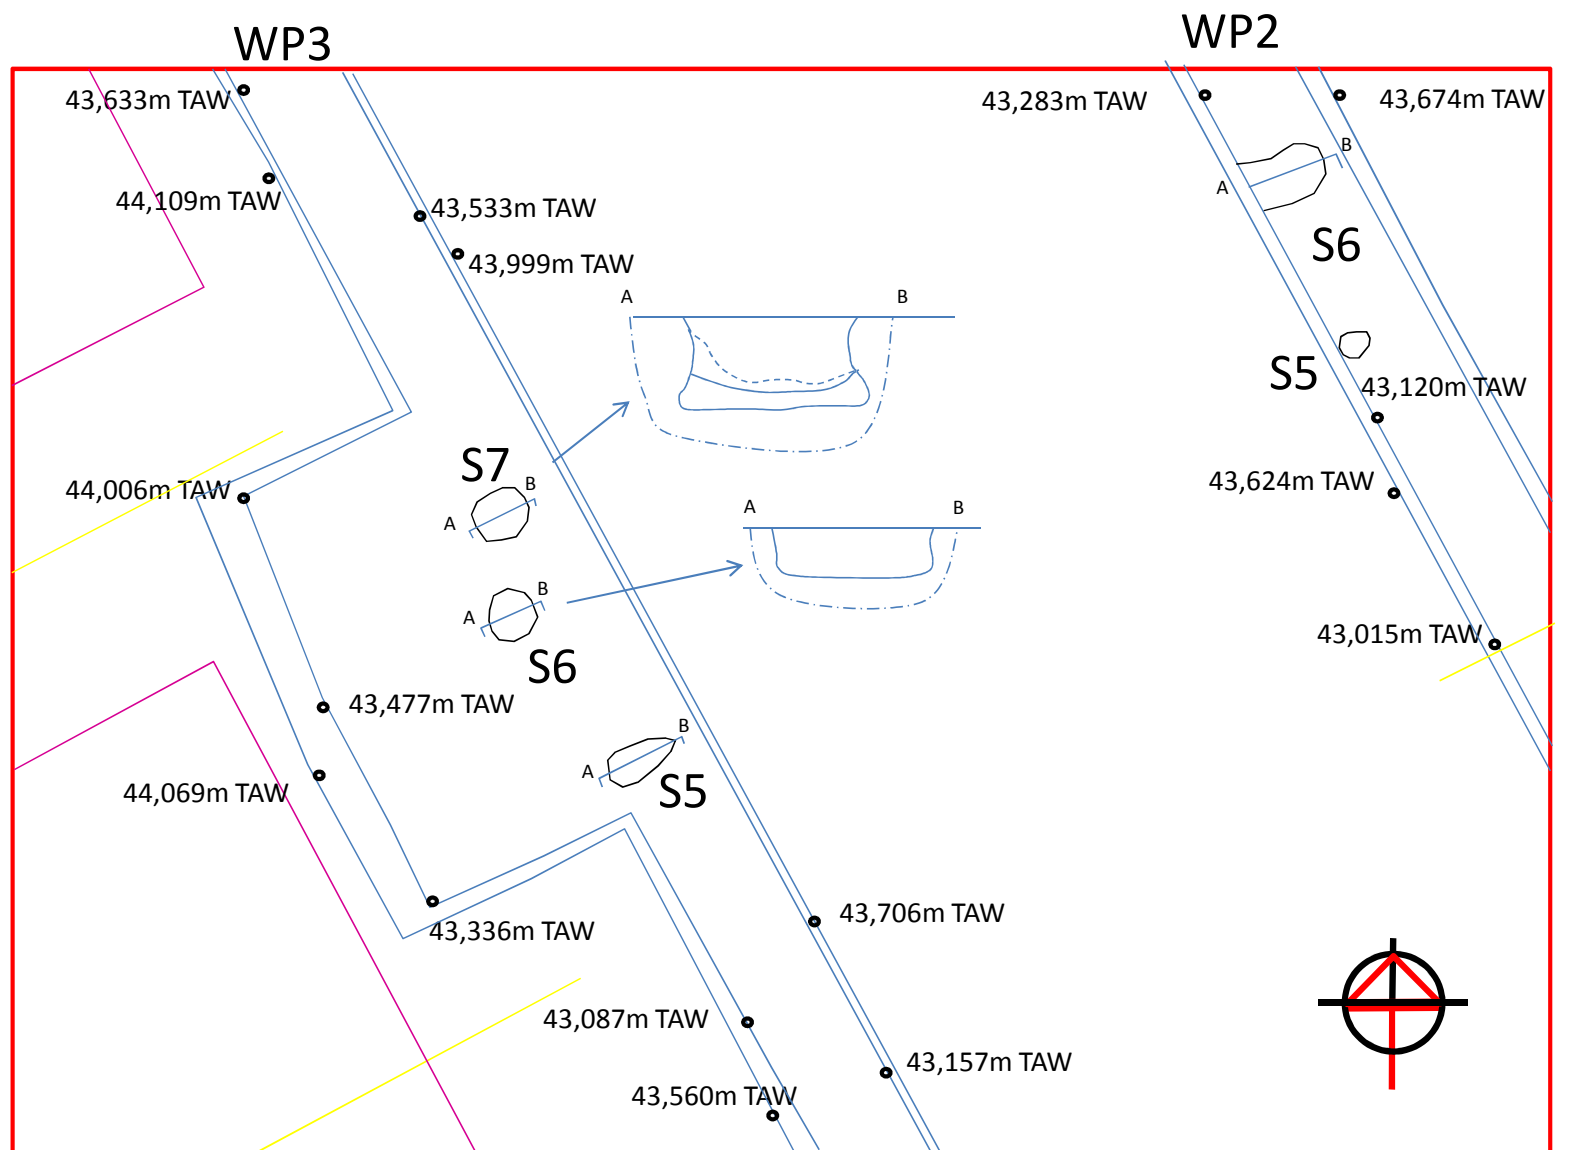 WP3
WP2
43,633m TAW
43,283m TAW
43,674m TAW
B
A
44,109m TAW
43,533m TAW
S6
43,999m TAW
A
B
S5
43,120m TAW
S7
44,006m TAW
B
A
43,624m TAW
A
B
B
A
S6
43,015m TAW
43,477m TAW
B
A
S5
44,069m TAW
43,706m TAW
43,336m TAW
43,087m TAW
43,157m TAW
43,560m TAW